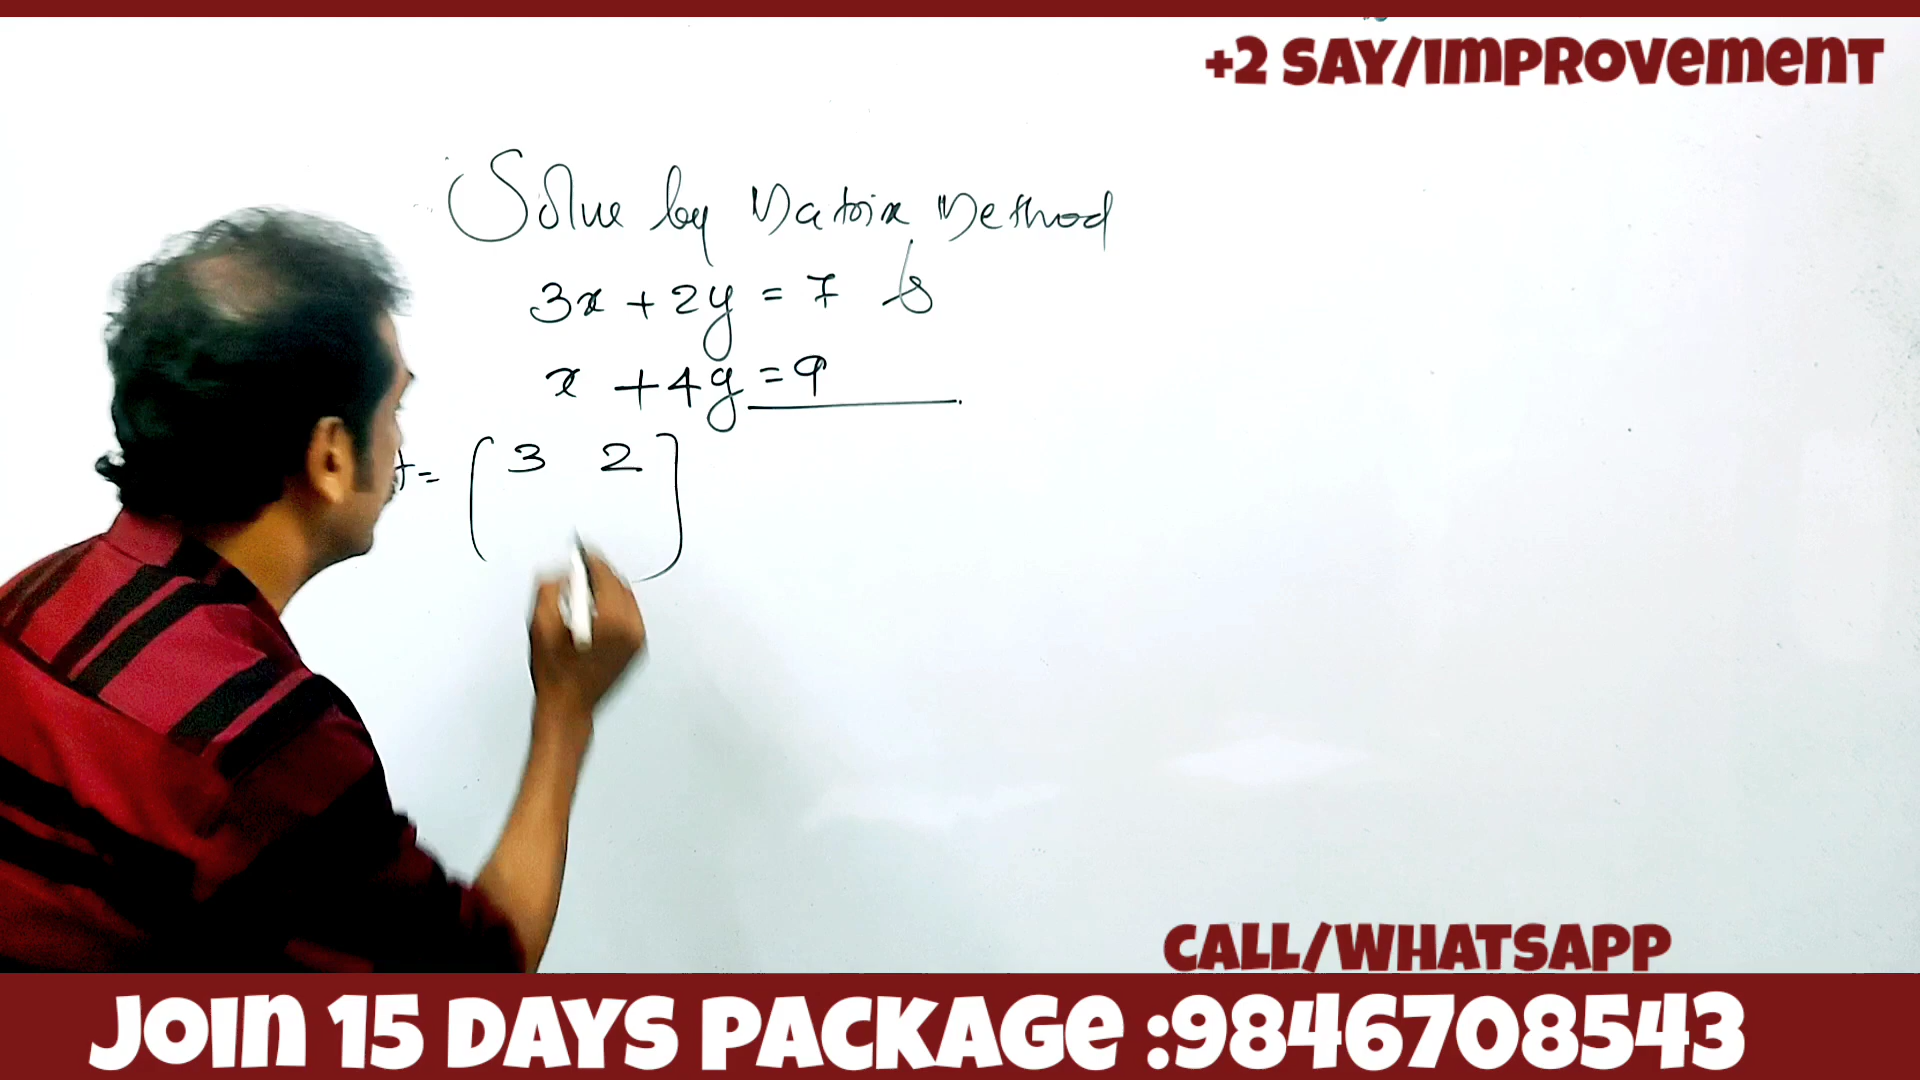 +2 SAY/IMPROVEMENT
Solve by Matrix Method
3x + 2y = 7
x + 4y = 9
= [ 3 2 ]
CALL/WHATSAPP
JOIN 15 DAYS PACKAGE :9846708543